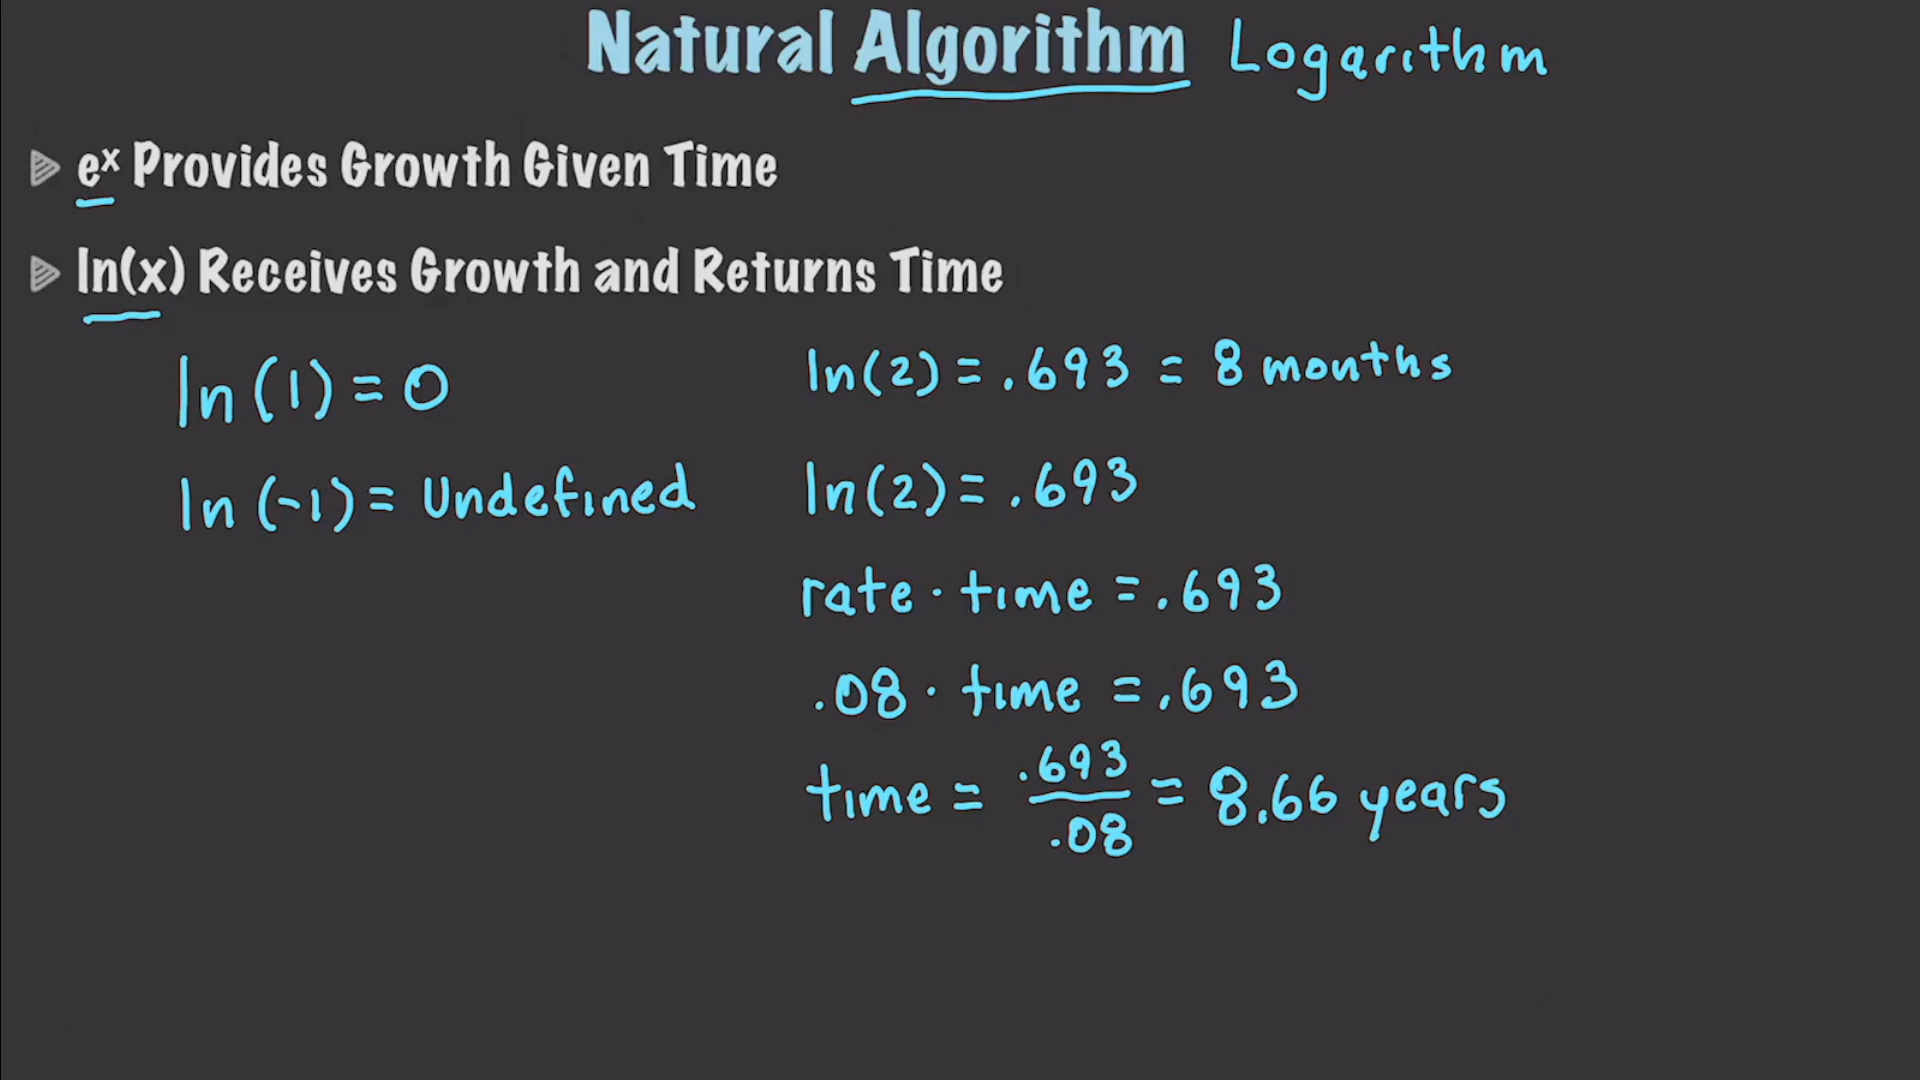 Natural Algorithm Logarithm
eˣ Provides Growth Given Time
ln(x) Receives Growth and Returns Time
ln(1) = 0
ln(-1) = Undefined
ln(2) = .693 = 8 months
ln(2) = .693
rate · time = .693
.08 · time = .693
time = .693/.08 = 8.66 years